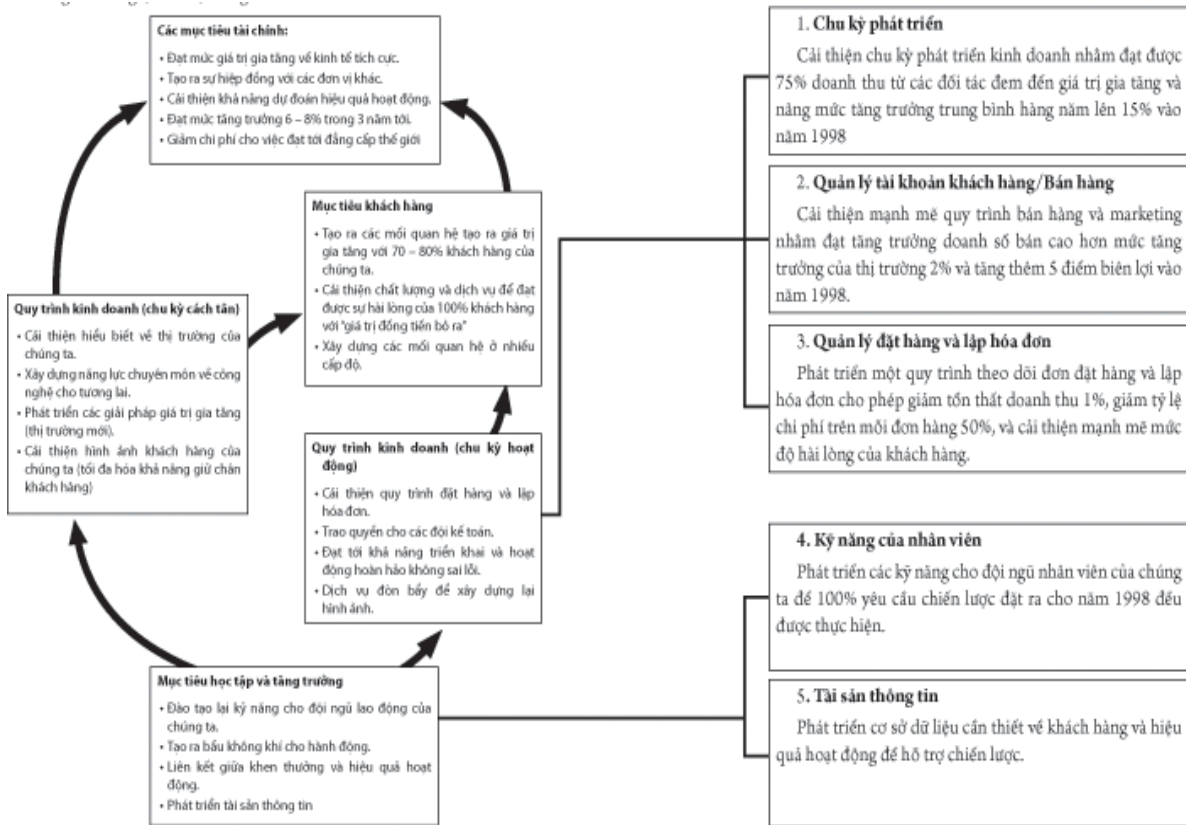 Các mục tiêu tài chính:
• Đạt mức giá trị gia tăng về kinh tế tích cực.
• Tạo ra sự hiệp đồng với các đơn vị khác.
• Cải thiện khả năng dự đoán hiệu quả hoạt động.
• Đạt mức tăng trưởng 6 – 8% trong 3 năm tới.
• Giảm chi phí cho việc đạt tới đẳng cấp thế giới
Mục tiêu khách hàng
• Tạo ra các mối quan hệ tạo ra giá trị
gia tăng với 70 – 80% khách hàng của
chúng ta.
• Cải thiện chất lượng và dịch vụ để đạt
được sự hài lòng của 100% khách hàng
với "giá trị đồng tiền bỏ ra"
• Xây dựng các mối quan hệ ở nhiều
cấp độ.
Quy trình kinh doanh (chu kỳ cách tân)
• Cải thiện hiểu biết về thị trường của
chúng ta.
• Xây dựng năng lực chuyên môn về công
nghệ cho tương lai.
• Phát triển các giải pháp giá trị gia tăng
(thị trường mới).
• Cải thiện hình ảnh khách hàng của
chúng ta (tối đa hóa khả năng giữ chân
khách hàng)
Quy trình kinh doanh (chu kỳ hoạt
động)
• Cải thiện quy trình đặt hàng và lập
hóa đơn.
• Trao quyền cho các đội kế toán.
• Đạt tới khả năng triển khai và hoạt
động hoàn hảo không sai lỗi.
• Dịch vụ đòn bẩy để xây dựng lại
hình ảnh.
Mục tiêu học tập và tăng trưởng
• Đào tạo lại kỹ năng cho đội ngũ lao động của
chúng ta.
• Tạo ra bầu không khí cho hành động.
• Liên kết giữa khen thưởng và hiệu quả hoạt
động.
• Phát triển tài sản thông tin
1. Chu kỳ phát triển
Cải thiện chu kỳ phát triển kinh doanh nhằm đạt được
75% doanh thu từ các đối tác đem đến giá trị gia tăng và
nâng mức tăng trưởng trung bình hàng năm lên 15% vào
năm 1998
2. Quản lý tài khoản khách hàng/Bán hàng
Cải thiện mạnh mẽ quy trình bán hàng và marketing
nhằm đạt tăng trưởng doanh số bán cao hơn mức tăng
trưởng của thị trường 2% và tăng thêm 5 điểm biên lợi vào
năm 1998.
3. Quản lý đặt hàng và lập hóa đơn
Phát triển một quy trình theo dõi đơn đặt hàng và lập
hóa đơn cho phép giảm tổn thất doanh thu 1%, giảm tỷ lệ
chi phí trên mỗi đơn hàng 50%, và cải thiện mạnh mẽ mức
độ hài lòng của khách hàng.
4. Kỹ năng của nhân viên
Phát triển các kỹ năng cho đội ngũ nhân viên của chúng
ta để 100% yêu cầu chiến lược đặt ra cho năm 1998 đều
được thực hiện.
5. Tài sản thông tin
Phát triển cơ sở dữ liệu cần thiết về khách hàng và hiệu
quả hoạt động để hỗ trợ chiến lược.